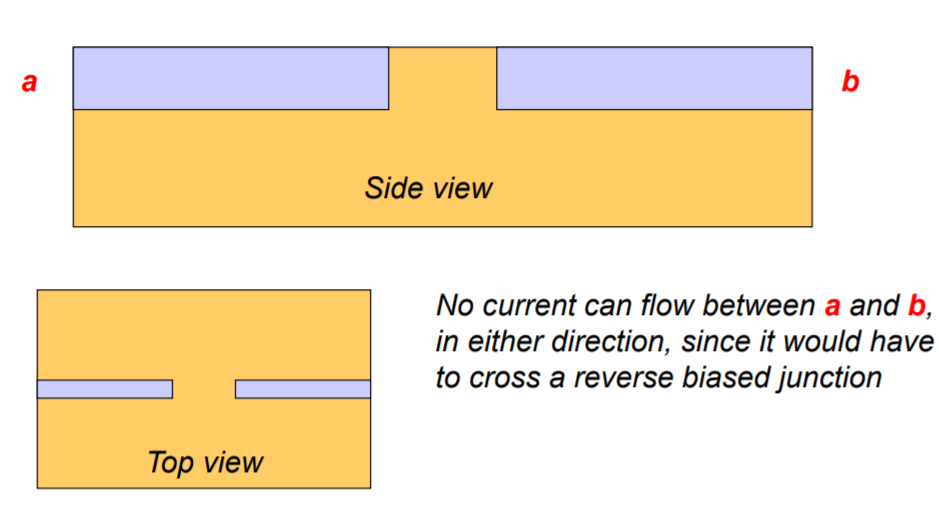 a
b
Side view
No current can flow between a and b,
in either direction, since it would have
to cross a reverse biased junction
Top view